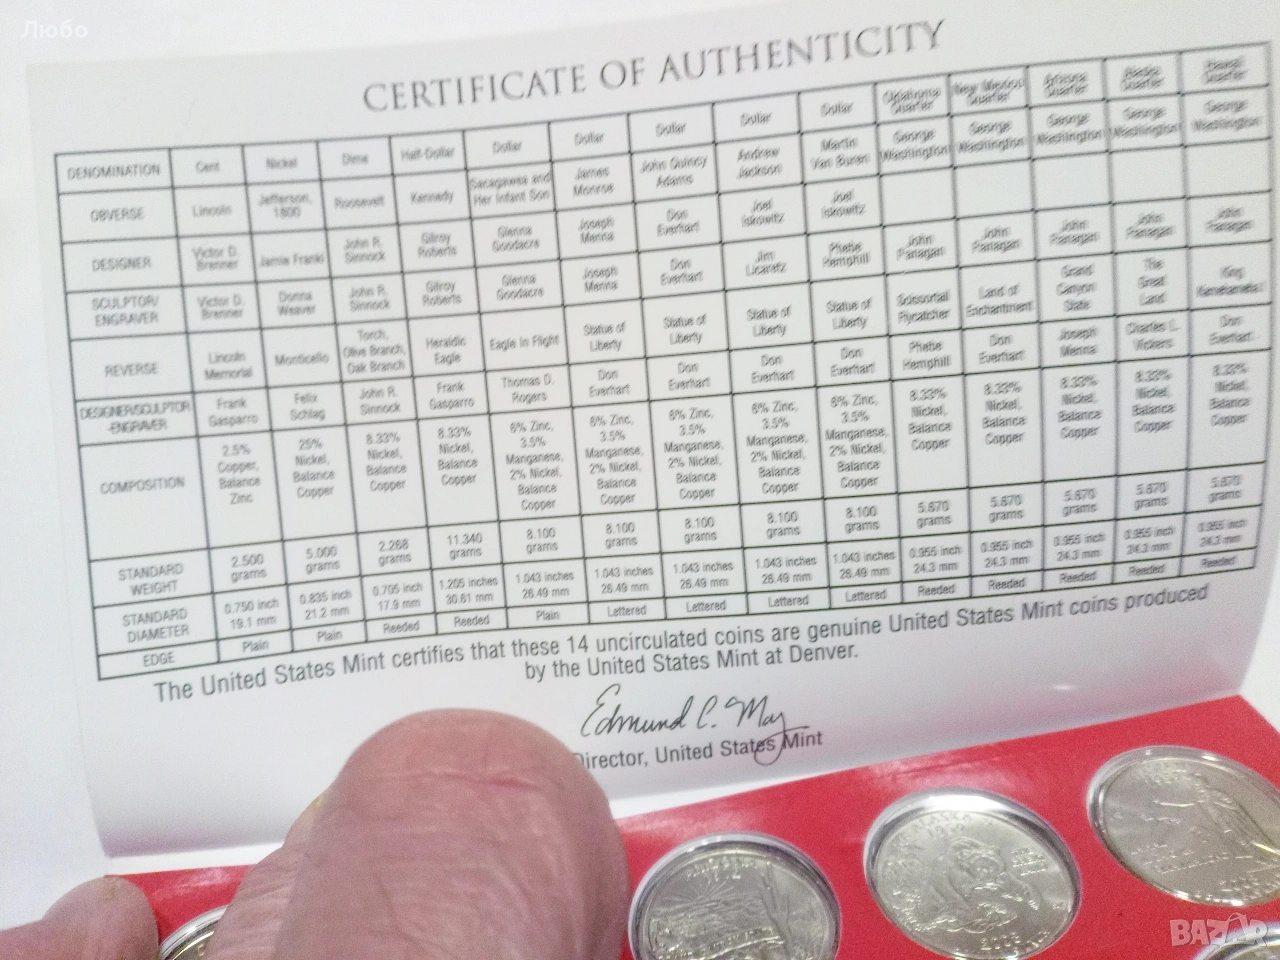 Любо
CERTIFICATE OF AUTHENTICITY
DENOMINATION Cent Nickel Dime Half-Dollar Dollar Dollar Dollar Dollar Dollar Oklahoma Quarter New Mexico Quarter Arizona Quarter Alaska Quarter Hawaii Quarter
OBVERSE Lincoln Jefferson, 1800 Roosevelt Kennedy Sacagawea and Her Infant Son James Monroe John Quincy Adams Andrew Jackson Martin Van Buren George Washington George Washington George Washington George Washington George Washington
DESIGNER Victor D. Brenner Jamie Franki John R. Sinnock Gilroy Roberts Glenna Goodacre Joseph Menna Don Everhart Joel Iskowitz Joel Iskowitz
SCULPTOR/ ENGRAVER Victor D. Brenner Donna Weaver John R. Sinnock Gilroy Roberts Glenna Goodacre Joseph Menna Don Everhart Jim Licaretz Phebe Hemphill John Flanagan John Flanagan John Flanagan John Flanagan John Flanagan
REVERSE Lincoln Memorial Monticello Torch, Olive Branch, Oak Branch Heraldic Eagle Eagle in Flight Statue of Liberty Statue of Liberty Statue of Liberty Statue of Liberty Scissortail Flycatcher Land of Enchantment Grand Canyon State The Great Land King Kamehameha I
DESIGNER/SCULPTOR -ENGRAVER Frank Gasparro Felix Schlag John R. Sinnock Frank Gasparro Thomas D. Rogers Don Everhart Don Everhart Don Everhart Don Everhart Phebe Hemphill Don Everhart Joseph Menna Charles L. Vickers Don Everhart
COMPOSITION 2.5% Copper, Balance Zinc 25% Nickel, Balance Copper 8.33% Nickel, Balance Copper 8.33% Nickel, Balance Copper 6% Zinc, 3.5% Manganese, 2% Nickel, Balance Copper 6% Zinc, 3.5% Manganese, 2% Nickel, Balance Copper 6% Zinc, 3.5% Manganese, 2% Nickel, Balance Copper 6% Zinc, 3.5% Manganese, 2% Nickel, Balance Copper 6% Zinc, 3.5% Manganese, 2% Nickel, Balance Copper 8.33% Nickel, Balance Copper 8.33% Nickel, Balance Copper 8.33% Nickel, Balance Copper 8.33% Nickel, Balance Copper 8.33% Nickel, Balance Copper
STANDARD WEIGHT 2.500 grams 5.000 grams 2.268 grams 11.340 grams 8.100 grams 8.100 grams 8.100 grams 8.100 grams 8.100 grams 5.670 grams 5.670 grams 5.670 grams 5.670 grams 5.670 grams
STANDARD DIAMETER 0.750 inch 19.1 mm 0.835 inch 21.2 mm 0.705 inch 17.9 mm 1.205 inches 30.61 mm 1.043 inches 26.49 mm 1.043 inches 26.49 mm 1.043 inches 26.49 mm 1.043 inches 26.49 mm 1.043 inches 26.49 mm 0.955 inch 24.3 mm 0.955 inch 24.3 mm 0.955 inch 24.3 mm 0.955 inch 24.3 mm 0.955 inch 24.3 mm
EDGE Plain Plain Reeded Reeded Plain Lettered Lettered Lettered Lettered Reeded Reeded Reeded Reeded Reeded
The United States Mint certifies that these 14 uncirculated coins are genuine United States Mint coins produced
by the United States Mint at Denver.
Edmund C. Moy
Director, United States Mint
ALASKA
1959
2008
BAZAR